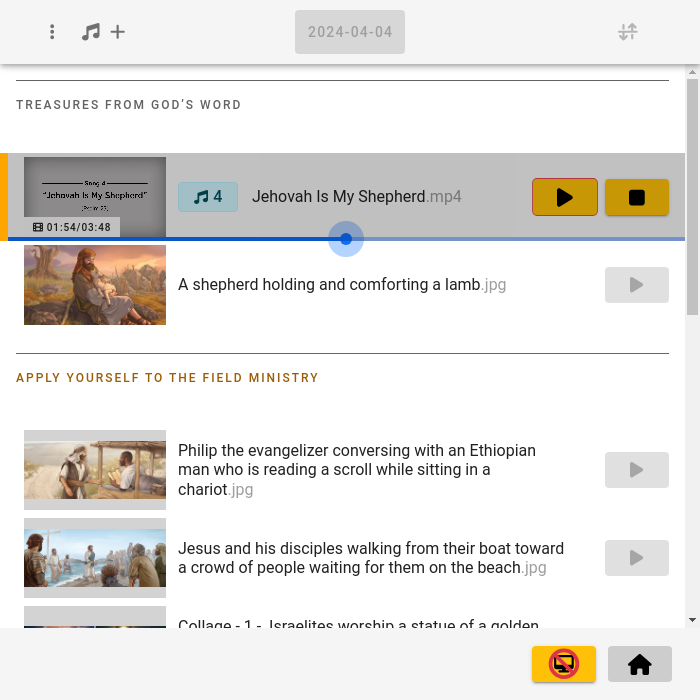 2024-04-04
TREASURES FROM GOD'S WORD
Song 4
"Jehovah Is My Shepherd"
(Psalm 23)
01:54/03:48
4
Jehovah Is My Shepherd.mp4
A shepherd holding and comforting a lamb.jpg
APPLY YOURSELF TO THE FIELD MINISTRY
Philip the evangelizer conversing with an Ethiopian
man who is reading a scroll while sitting in a
chariot.jpg
Jesus and his disciples walking from their boat toward
a crowd of people waiting for them on the beach.jpg
Collage - 1 - Israelites worship a statue of a golden